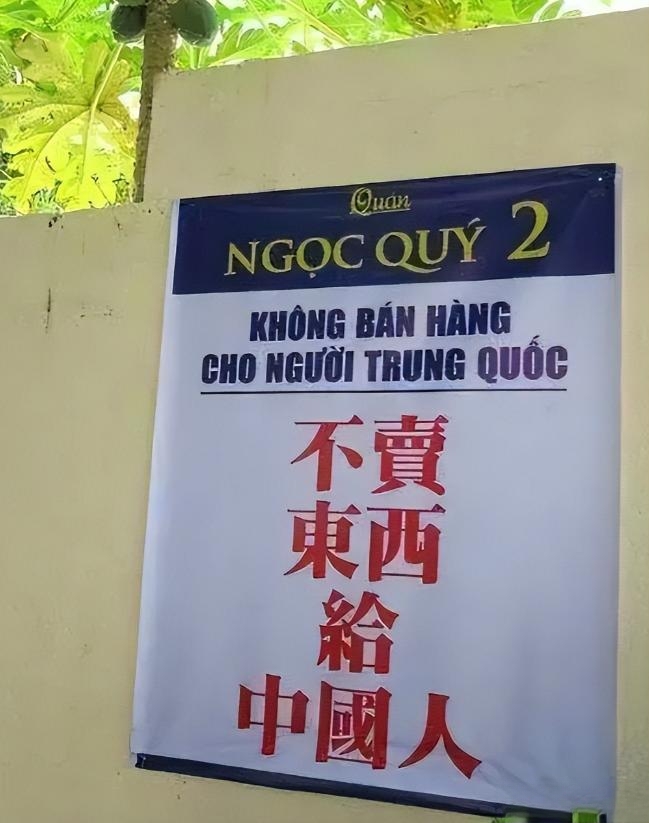 Quán
NGỌC QUÝ 2
KHÔNG BÁN HÀNG
CHO NGƯỜI TRUNG QUỐC
不賣
東西
給
中國人